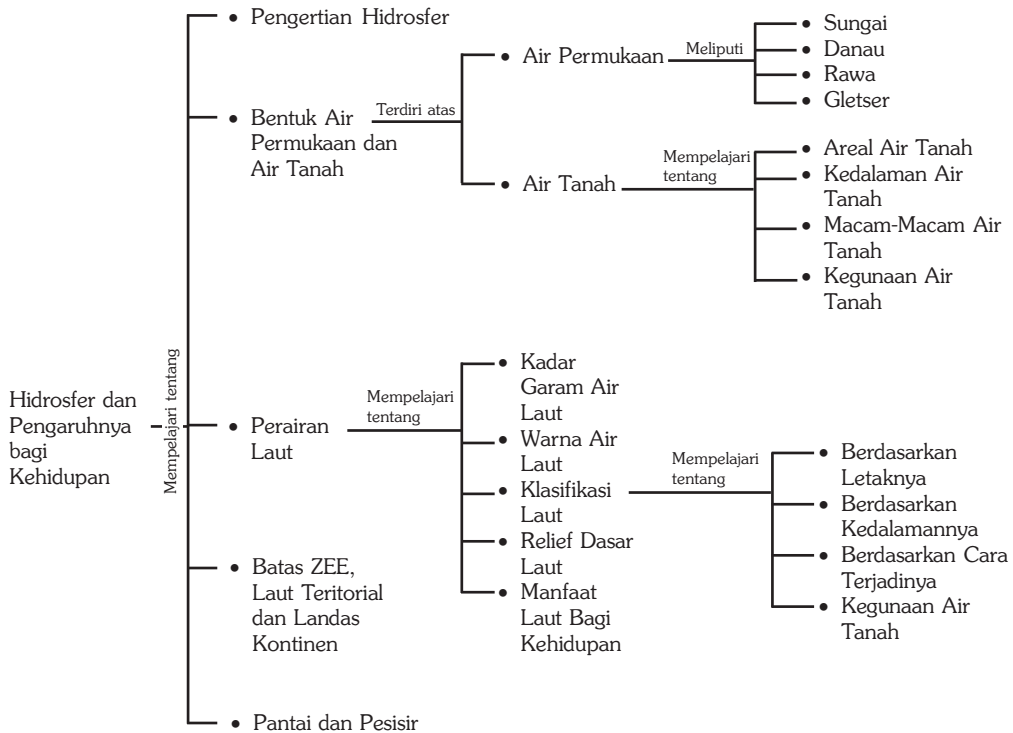 Hidrosfer dan
Pengaruhnya
bagi
Kehidupan
Mempelajari tentang
• Pengertian Hidrosfer
• Bentuk Air
Permukaan dan
Air Tanah
Terdiri atas
• Air Permukaan
Meliputi
• Sungai
• Danau
• Rawa
• Gletser
• Air Tanah
Mempelajari
tentang
• Areal Air Tanah
• Kedalaman Air
Tanah
• Macam-Macam Air
Tanah
• Kegunaan Air
Tanah
• Perairan
Laut
Mempelajari
tentang
• Kadar
Garam Air
Laut
• Warna Air
Laut
• Klasifikasi
Laut
Mempelajari
tentang
• Berdasarkan
Letaknya
• Berdasarkan
Kedalamannya
• Berdasarkan Cara
Terjadinya
• Kegunaan Air
Tanah
• Relief Dasar
Laut
• Manfaat
Laut Bagi
Kehidupan
• Batas ZEE,
Laut Teritorial
dan Landas
Kontinen
• Pantai dan Pesisir